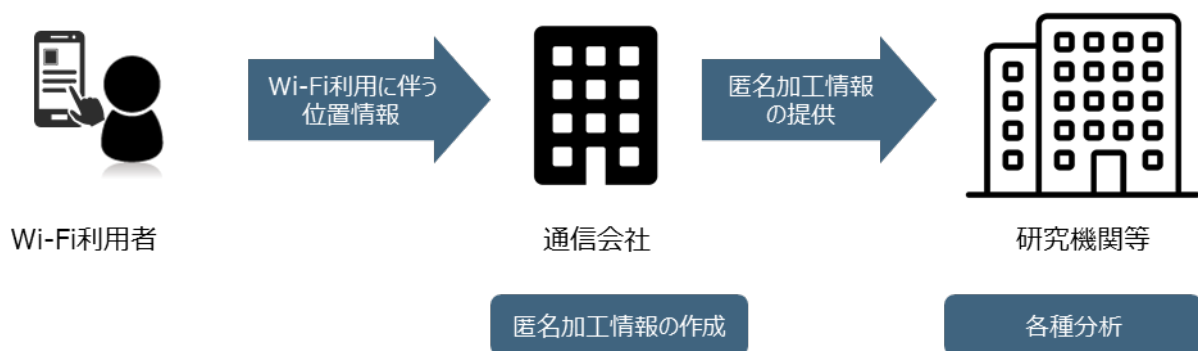 Wi-Fi利用に伴う
位置情報
匿名加工情報
の提供
Wi-Fi利用者
通信会社
研究機関等
匿名加工情報の作成
各種分析